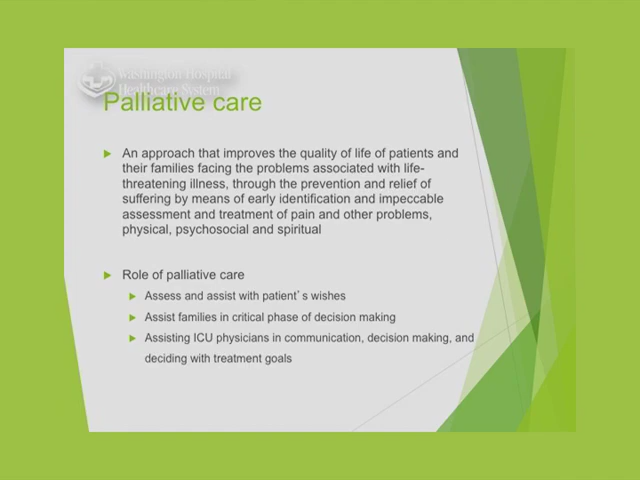 Washington Hospital
Healthcare System
Palliative care
An approach that improves the quality of life of patients and
their families facing the problems associated with life-
threatening illness, through the prevention and relief of
suffering by means of early identification and impeccable
assessment and treatment of pain and other problems,
physical, psychosocial and spiritual
Role of palliative care
Assess and assist with patient's wishes
Assist families in critical phase of decision making
Assisting ICU physicians in communication, decision making, and
deciding with treatment goals